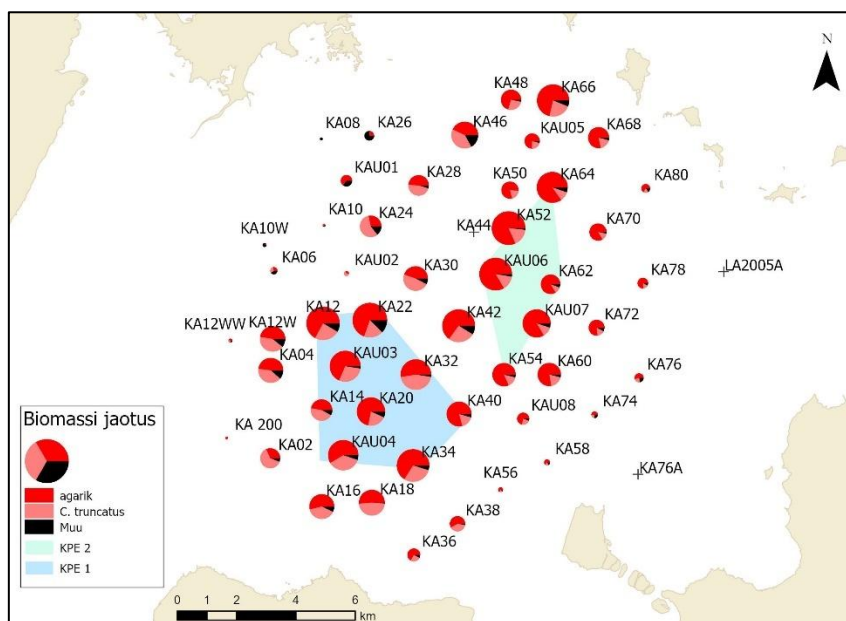 N
KA48
KA66
KA08
KA26
KA46
KAU05
KA68
KAU01
KA28
KA50
KA64
KA80
KA10
KA24
KA44
KA52
KA70
KA10W
KA06
KAU02
KA30
KAU06
KA62
KA78
LA2005A
KA12WW
KA12W
KA12
KA22
KA42
KAU07
KA72
KA04
KAU03
KA32
KA54
KA60
KA76
KA14
KA20
KA40
KAU08
KA74
KA 200
KA02
KAU04
KA34
KA56
KA58
KA76A
KA16
KA18
KA38
KA36
Biomassi jaotus
agarik
C. truncatus
Muu
KPE 2
KPE 1
0 1 2 4 6
km